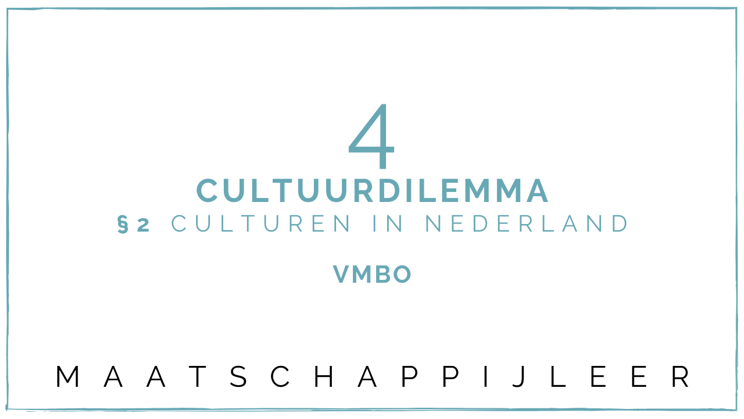 4
CULTUURDILEMMA
§ 2 CULTUREN IN NEDERLAND
VMBO
MAATSCHAPPIJLEER